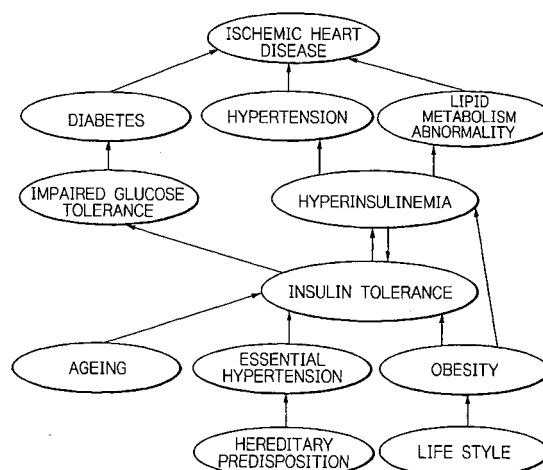 ISCHEMIC HEART
DISEASE
DIABETES
HYPERTENSION
LIPID
METABOLISM
ABNORMALITY
IMPAIRED GLUCOSE
TOLERANCE
HYPERINSULINEMIA
INSULIN TOLERANCE
AGEING
ESSENTIAL
HYPERTENSION
OBESITY
HEREDITARY
PREDISPOSITION
LIFE STYLE